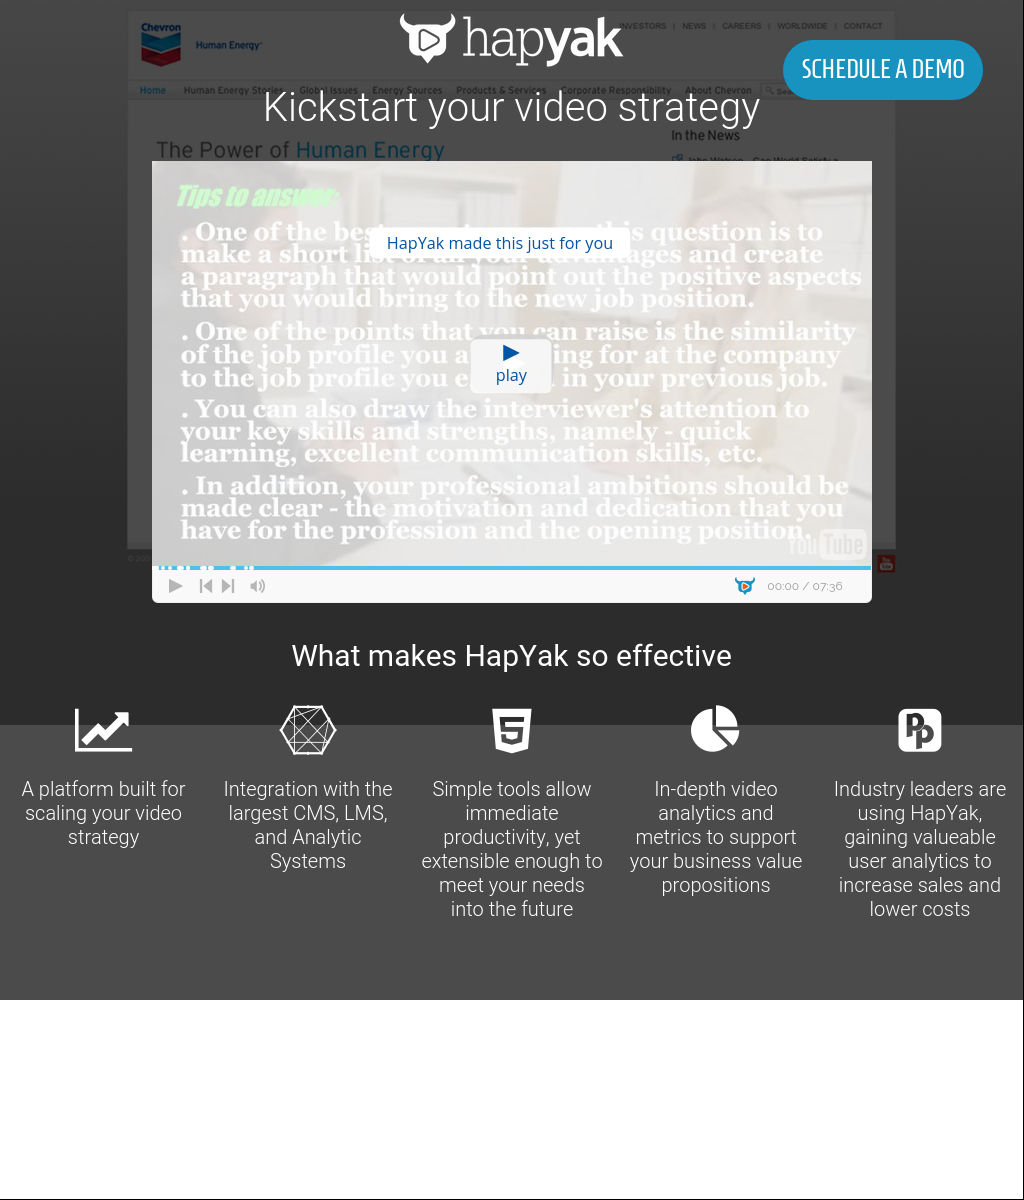 Chevron
Human Energy
INVESTORS | NEWS | CAREERS | WORLDWIDE | CONTACT
hapyak
SCHEDULE A DEMO
Home Human Energy Stories Global Issues Energy Sources Products & Services Corporate Responsibility About Chevron
Kickstart your video strategy
The Power of Human Energy
In the News
Tips to answer:
. One of the best this question is to
HapYak made this just for you
make a short list of all your advantages and create
a paragraph that would point out the positive aspects
that you would bring to the new job position.
. One of the points that you can raise is the similarity
of the job profile you a ing for at the company
to the job profile you e in your previous job.
play
. You can also draw the interviewer's attention to
your key skills and strengths, namely - quick
learning, excellent communication skills, etc.
. In addition, your professional ambitions should be
made clear - the motivation and dedication that you
have for the profession and the opening position.
YouTube
00:00 / 07:36
What makes HapYak so effective
A platform built for
scaling your video
strategy
Integration with the
largest CMS, LMS,
and Analytic
Systems
Simple tools allow
immediate
productivity, yet
extensible enough to
meet your needs
into the future
In-depth video
analytics and
metrics to support
your business value
propositions
Industry leaders are
using HapYak,
gaining valueable
user analytics to
increase sales and
lower costs